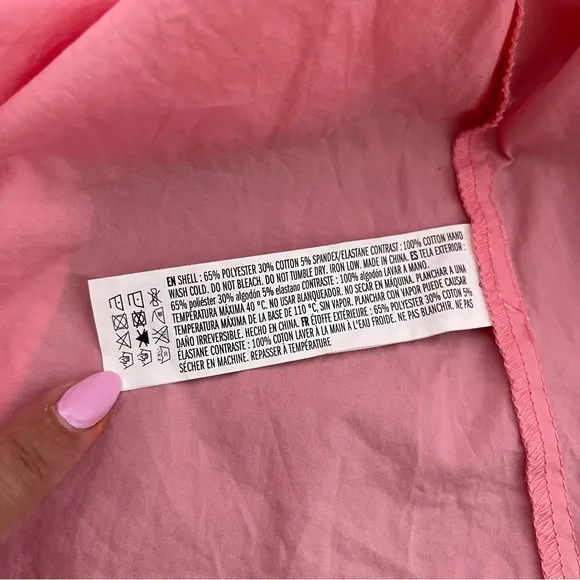 EN SHELL : 65% POLYESTER 30% COTTON 5% SPANDEX/ELASTANE CONTRAST : 100% COTTON HAND
WASH COLD. DO NOT BLEACH. DO NOT TUMBLE DRY. IRON LOW. MADE IN CHINA. ES TELA EXTERIOR :
65% poliéster 30% algodón 5% elastano CONTRASTE : 100% algodón LAVAR A MANO.
TEMPERATURA MÁXIMA 40 °C. NO USAR BLANQUEADOR. NO SECAR EN MAQUINA. PLANCHAR A UNA
TEMPERATURA MÁXIMA DE LA BASE DE 110 °C, SIN VAPOR. PLANCHAR CON VAPOR PUEDE CAUSAR
DAÑO IRREVERSIBLE. HECHO EN CHINA. FR ÉTOFFE EXTÉRIEURE : 65% POLYESTER 30% COTON 5%
ÉLASTANE CONTRASTE : 100% COTON LAVER À LA MAIN À L'EAU FROIDE. NE PAS
SÉCHER EN MACHINE. REPASSER À TEMPÉRATURE